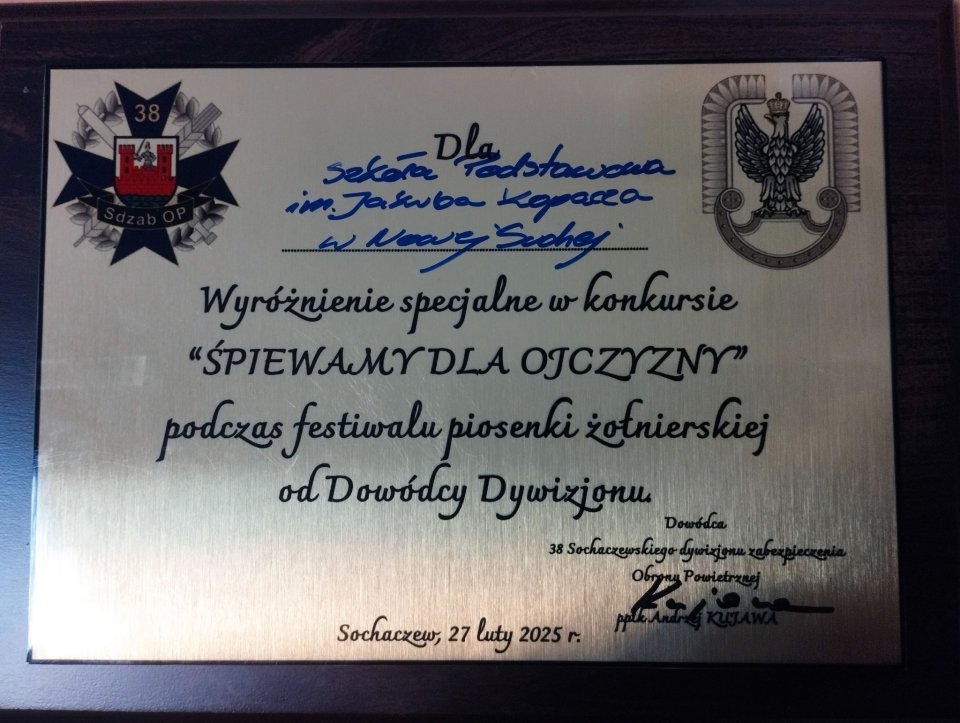 38
Sdzab OP
Dla
Szkoła Podstawowa
im. Jakuba Kopacza
w Nowej Suchej
Wyróżnienie specjalne w konkursie
“ŚPIEWAMY DLA OJCZYZNY”
podczas festiwalu piosenki żołnierskiej
od Dowódcy Dywizjonu.
Dowódca
38 Sochaczewskiego dywizjonu zabezpieczenia
Obrony Powietrznej
Kujawa
ppłk Andrzej KUJAWA
Sochaczew, 27 luty 2025 r.